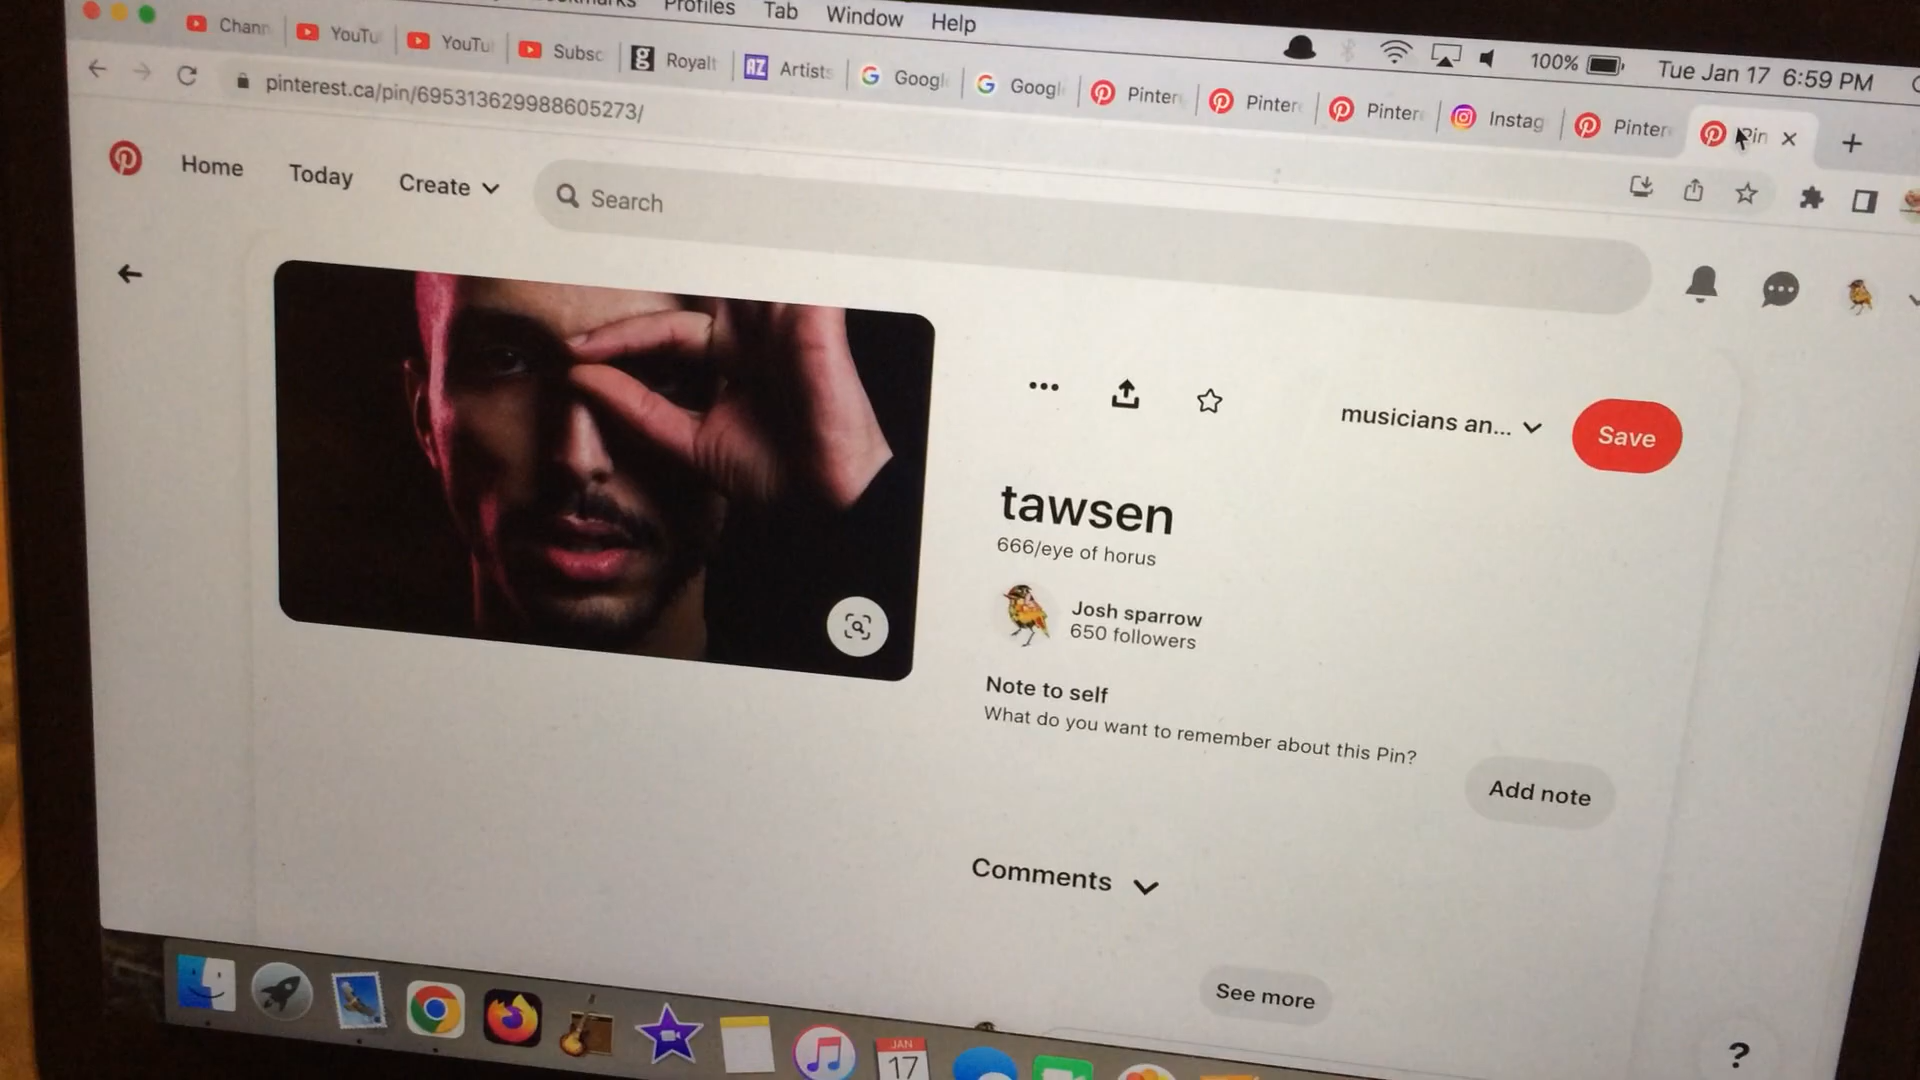 Profiles Tab Window Help
100% Tue Jan 17 6:59 PM
Chann YouTu YouTu Subsc Royalt Artists Googl Googl Pinter Pinter Pinter Instag Pinter Pin
pinterest.ca/pin/695313629988605273/
Home Today Create Search
musicians an... Save
tawsen
666/eye of horus
Josh sparrow
650 followers
Note to self
What do you want to remember about this Pin?
Add note
Comments
See more
?
JAN
17